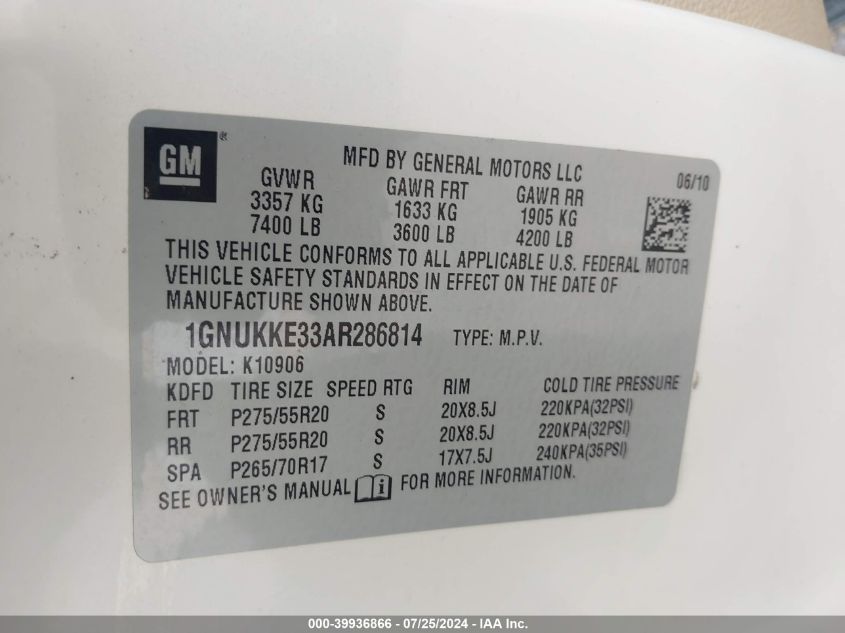 GM ®
MFD BY GENERAL MOTORS LLC
06/10
GVWR GAWR FRT GAWR RR
3357 KG 1633 KG 1905 KG
7400 LB 3600 LB 4200 LB
THIS VEHICLE CONFORMS TO ALL APPLICABLE U.S. FEDERAL MOTOR
VEHICLE SAFETY STANDARDS IN EFFECT ON THE DATE OF
MANUFACTURE SHOWN ABOVE.
1GNUKKE33AR286814 TYPE: M.P.V.
MODEL: K10906
KDFD TIRE SIZE SPEED RTG RIM COLD TIRE PRESSURE
FRT P275/55R20 S 20X8.5J 220KPA(32PSI)
RR P275/55R20 S 20X8.5J 220KPA(32PSI)
SPA P265/70R17 S 17X7.5J 240KPA(35PSI)
SEE OWNER'S MANUAL i FOR MORE INFORMATION.
000-39936866 - 07/25/2024 - IAA Inc.